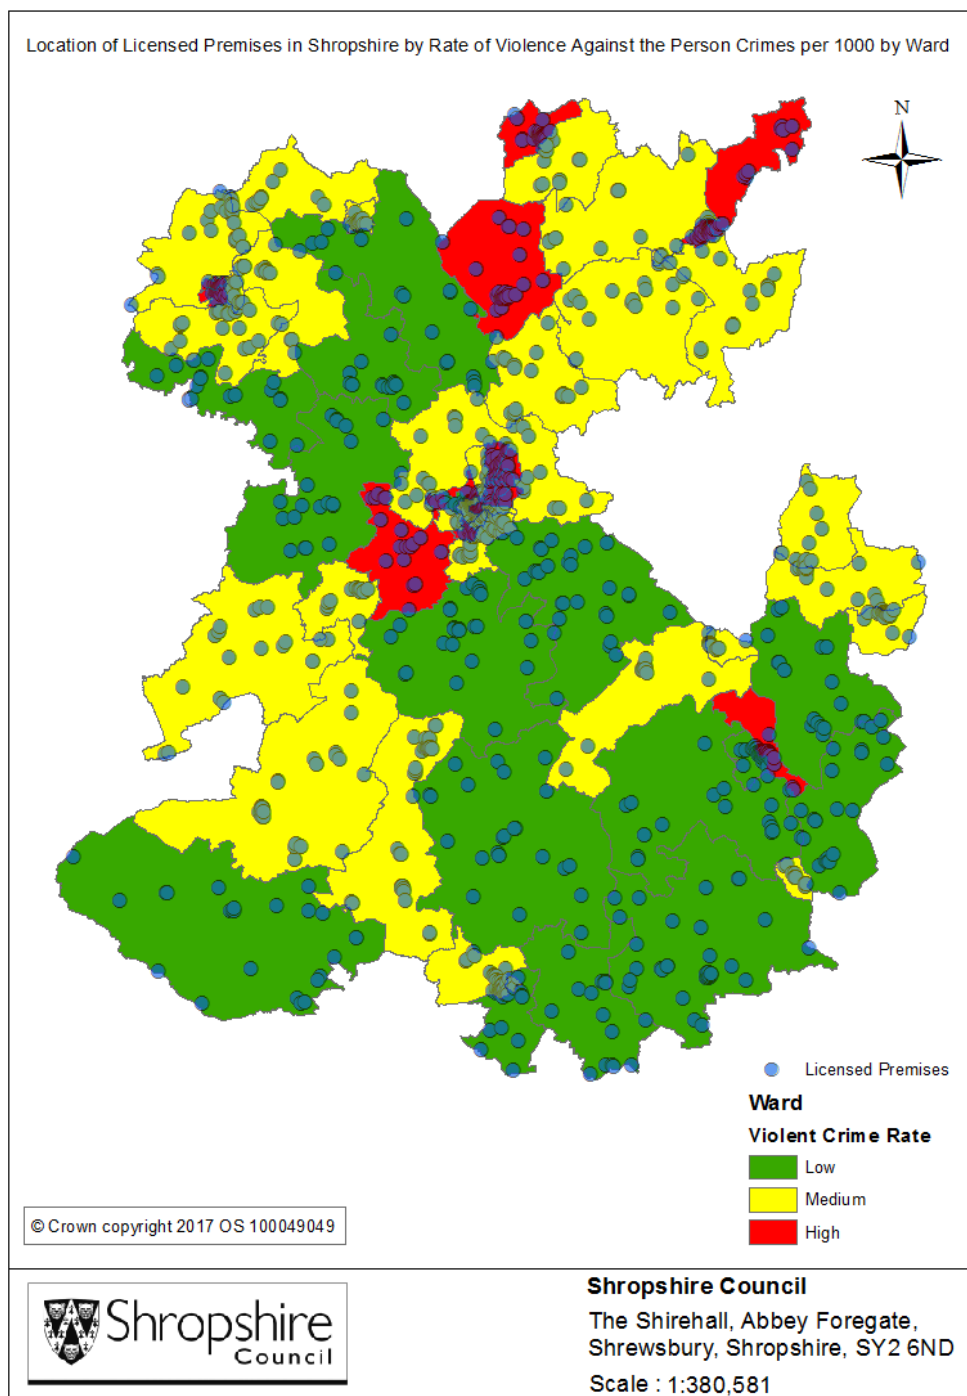 Location of Licensed Premises in Shropshire by Rate of Violence Against the Person Crimes per 1000 by Ward
N
Licensed Premises
Ward
Violent Crime Rate
Low
Medium
High
© Crown copyright 2017 OS 100049049
Shropshire
Council
Shropshire Council
The Shirehall, Abbey Foregate,
Shrewsbury, Shropshire, SY2 6ND
Scale : 1:380,581